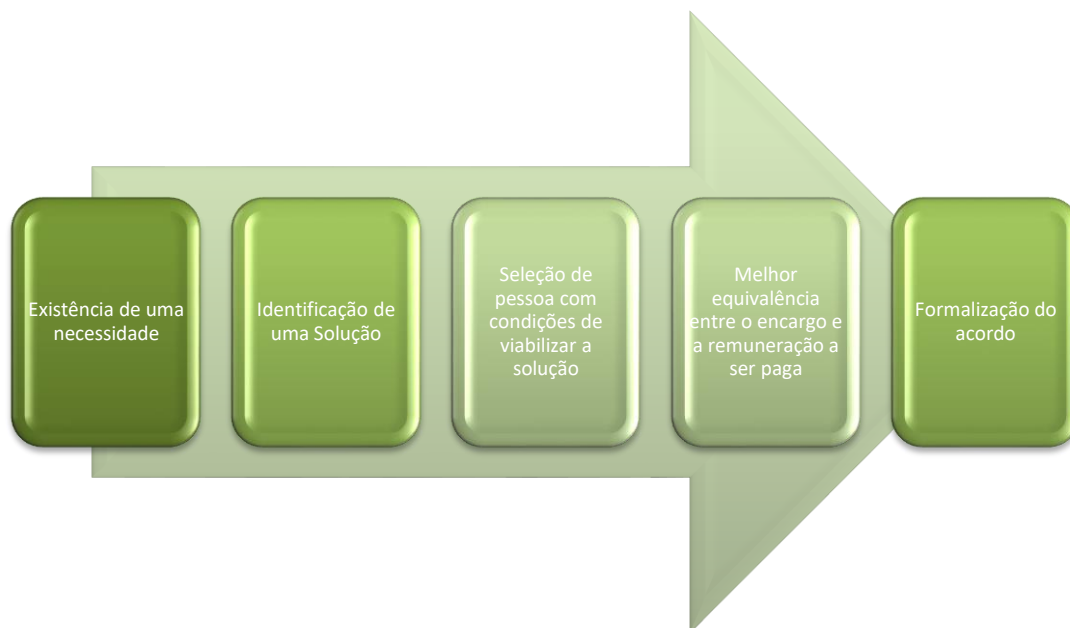 Existência de uma
necessidade
Identificação de
uma Solução
Seleção de
pessoa com
condições de
viabilizar a
solução
Melhor
equivalência
entre o encargo e
a remuneração a
ser paga
Formalização do
acordo